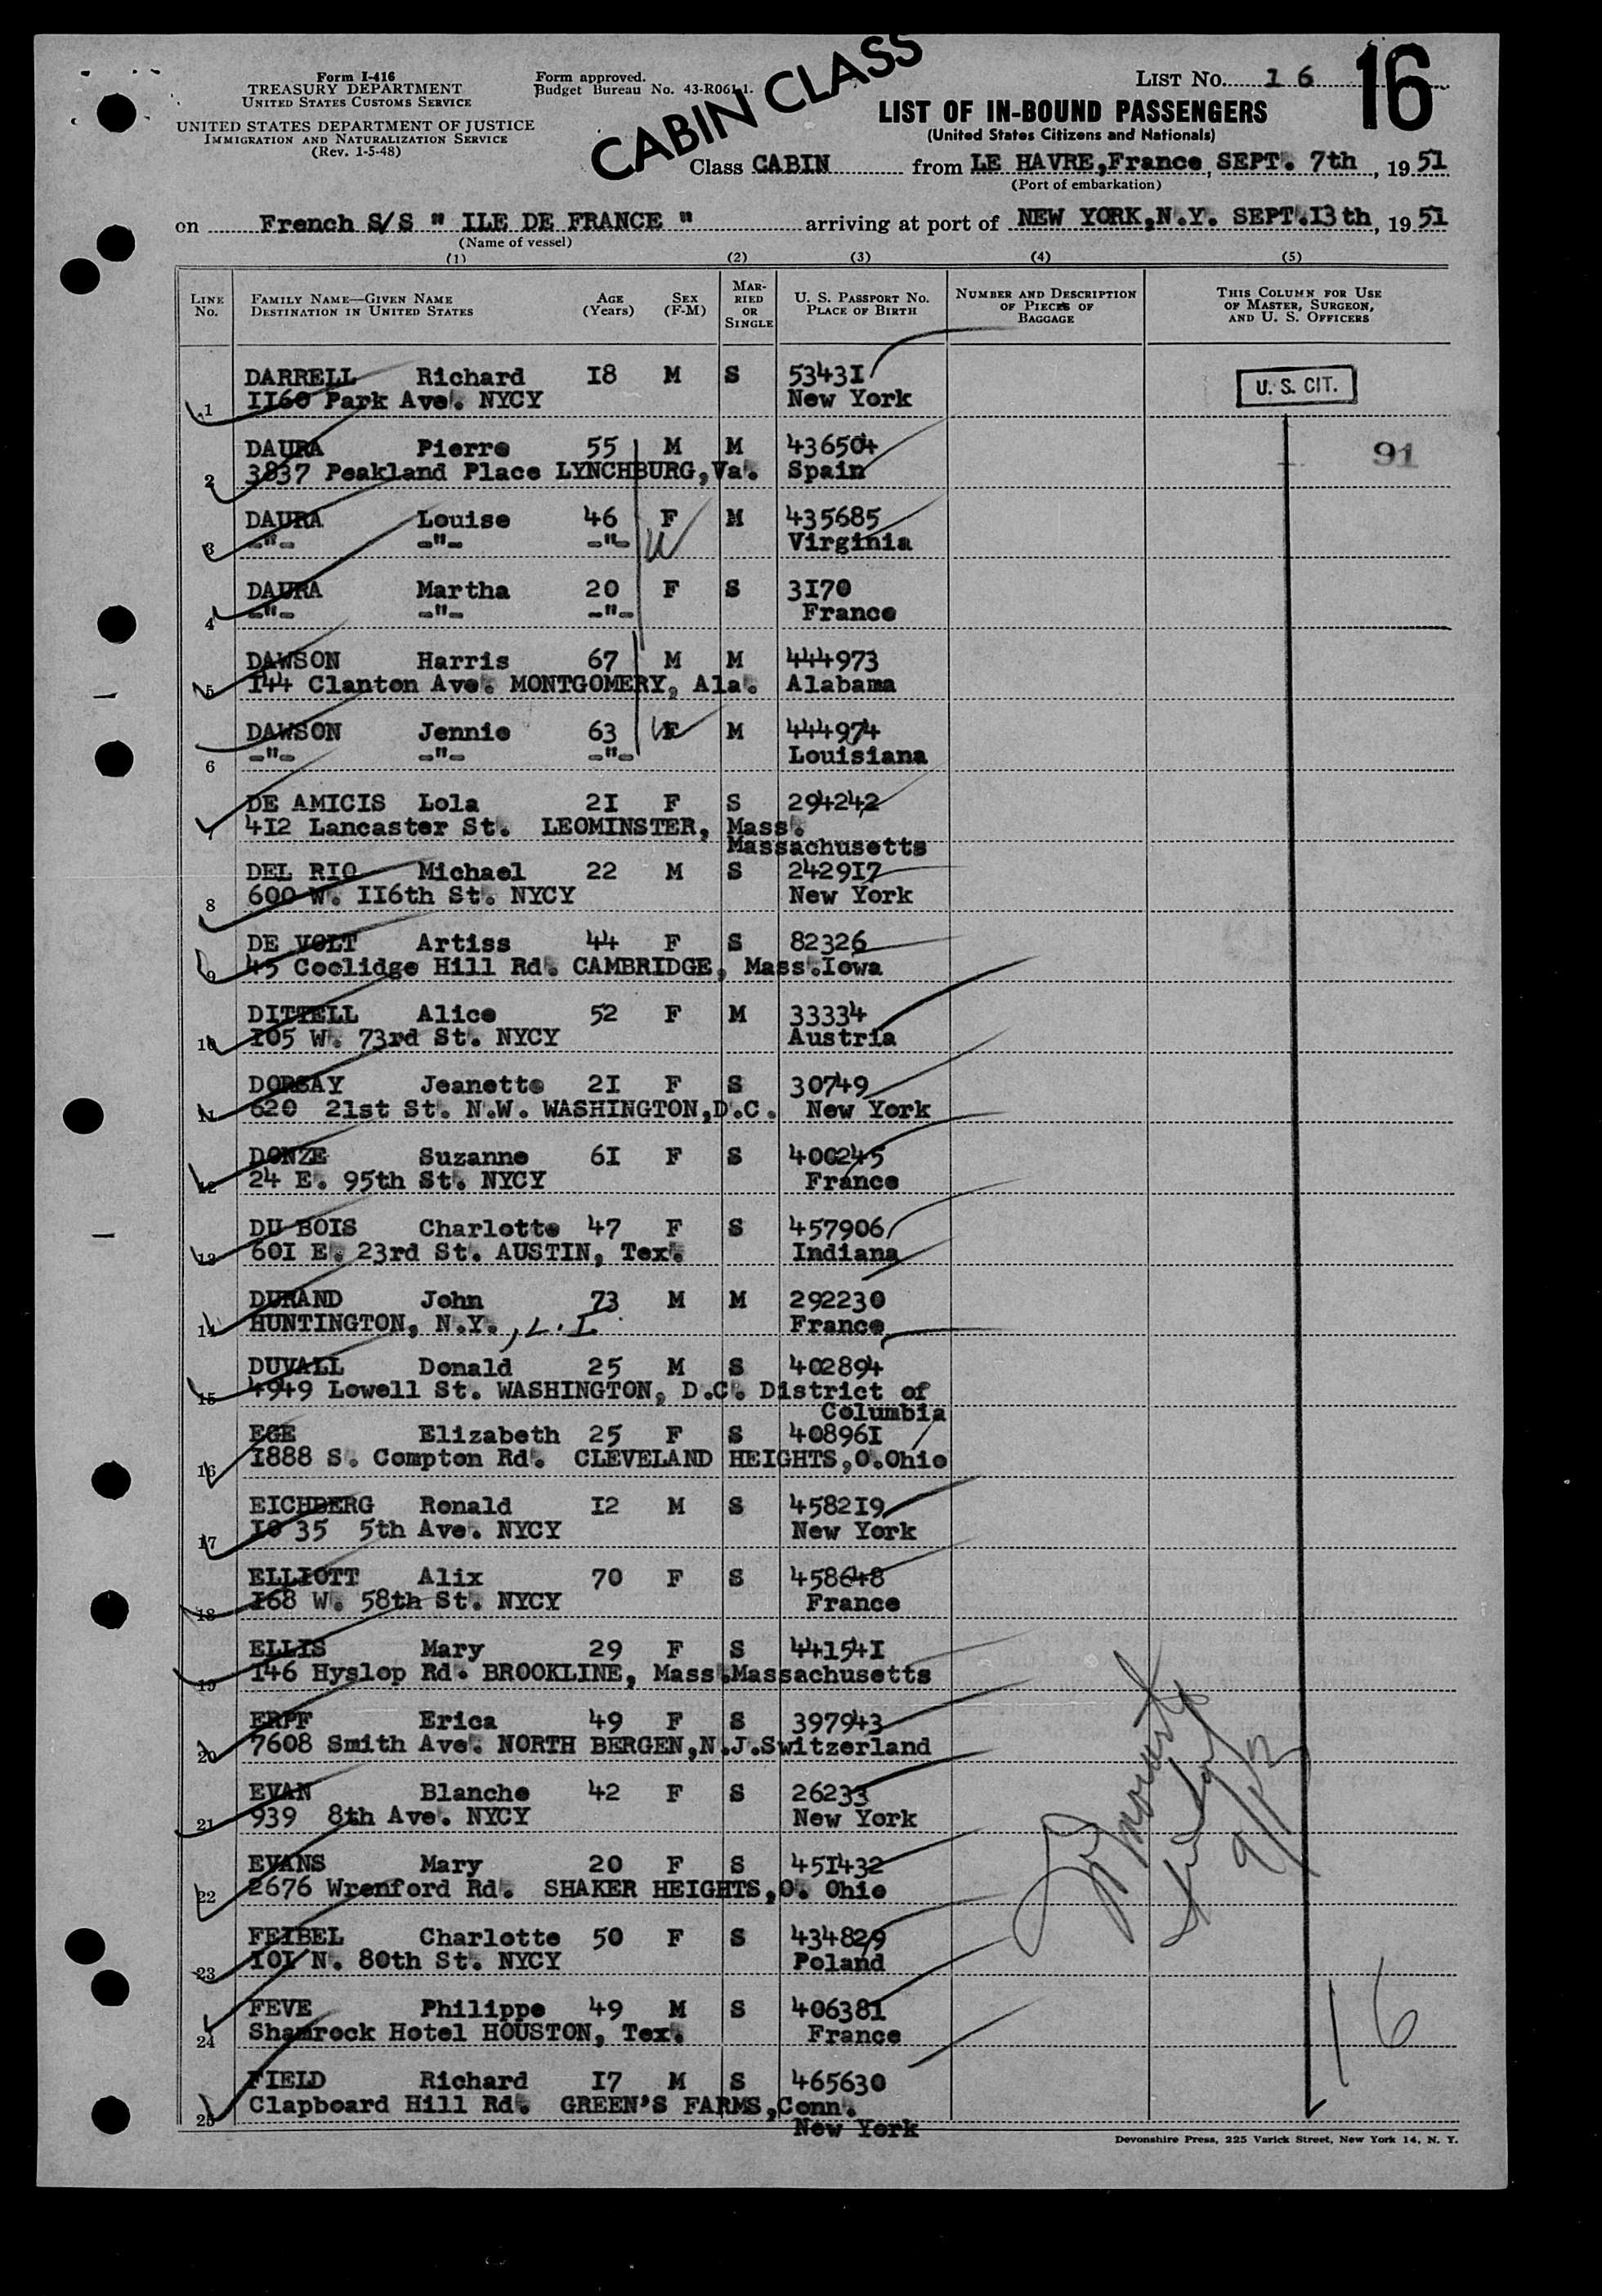 Form I-416
TREASURY DEPARTMENT
UNITED STATES CUSTOMS SERVICE
UNITED STATES DEPARTMENT OF JUSTICE
IMMIGRATION AND NATURALIZATION SERVICE
(Rev. 1-5-48)
Form approved.
Budget Bureau No. 43-R061.1.
CABIN CLASS
LIST NO. 16
16
LIST OF IN-BOUND PASSENGERS
(United States Citizens and Nationals)
Class CABIN from LE HAVRE,France, SEPT. 7th, 1951
(Port of embarkation)
on French S/S " ILE DE FRANCE " arriving at port of NEW YORK,N.Y. SEPT.13th, 1951
(Name of vessel)
(1) (2) (3) (4) (5)
LINE NO. FAMILY NAME—GIVEN NAME DESTINATION IN UNITED STATES AGE (Years) SEX (F-M) MARRIED OR SINGLE U. S. PASSPORT NO. PLACE OF BIRTH NUMBER AND DESCRIPTION OF PIECES OF BAGGAGE THIS COLUMN FOR USE OF MASTER, SURGEON, AND U. S. OFFICERS
DARRELL Richard 18 M S 53431 U. S. CIT.
1 1160 Park Ave. NYCY New York
DAURA Pierre 55 M M 436504 91
2 3837 Peakland Place LYNCHBURG,Va. Spain
DAURA Louise 46 F M 435685
3 -"- -"- -"- Virginia
DAURA Martha 20 F S 3170
4 -"- -"- -"- France
DAWSON Harris 67 M M 444973
5 144 Clanton Ave. MONTGOMERY, Ala. Alabama
DAWSON Jennie 63 F M 444974
6 -"- -"- -"- Louisiana
DE AMICIS Lola 21 F S 294242
7 412 Lancaster St. LEOMINSTER, Mass.
Massachusetts
DEL RIO Michael 22 M S 242917
8 600 W. 116th St. NYCY New York
DE VOLT Artiss 44 F S 82326
9 45 Coolidge Hill Rd. CAMBRIDGE, Mass.Iowa
DITTELL Alice 52 F M 33334
10 105 W. 73rd St. NYCY Austria
DORSAY Jeanette 21 F S 30749
11 620 21st St. N.W. WASHINGTON,D.C. New York
DONZE Suzanne 61 F S 400245
12 24 E. 95th St. NYCY France
DU BOIS Charlotte 47 F S 457906
13 601 E. 23rd St. AUSTIN, Tex. Indiana
DURAND John 73 M M 292230
14 HUNTINGTON, N.Y., L.I. France
DUVALL Donald 25 M S 402894
15 4949 Lowell St. WASHINGTON, D.C. District of
Columbia
EGE Elizabeth 25 F S 408961
16 1888 S. Compton Rd. CLEVELAND HEIGHTS,O.Ohio
EICHBERG Ronald 12 M S 458219
17 10 35 5th Ave. NYCY New York
ELLIOTT Alix 70 F S 458648
18 168 W. 58th St. NYCY France
ELLIS Mary 29 F S 441541
19 146 Hyslop Rd. BROOKLINE, Mass.Massachusetts
ERPF Erica 49 F S 397943
20 7608 Smith Ave. NORTH BERGEN,N.J.Switzerland
EVAN Blanche 42 F S 26233
21 939 8th Ave. NYCY New York
EVANS Mary 20 F S 451432
22 2676 Wrenford Rd. SHAKER HEIGHTS,O. Ohio
FEIBEL Charlotte 50 F S 434829
23 101 N. 80th St. NYCY Poland
FEVE Philippe 49 M S 406381
24 Shamrock Hotel HOUSTON, Tex. France
FIELD Richard 17 M S 465630
25 Clapboard Hill Rd. GREEN'S FARMS,Conn.
New York
9/13
16
Devonshire Press, 225 Varick Street, New York 14, N. Y.